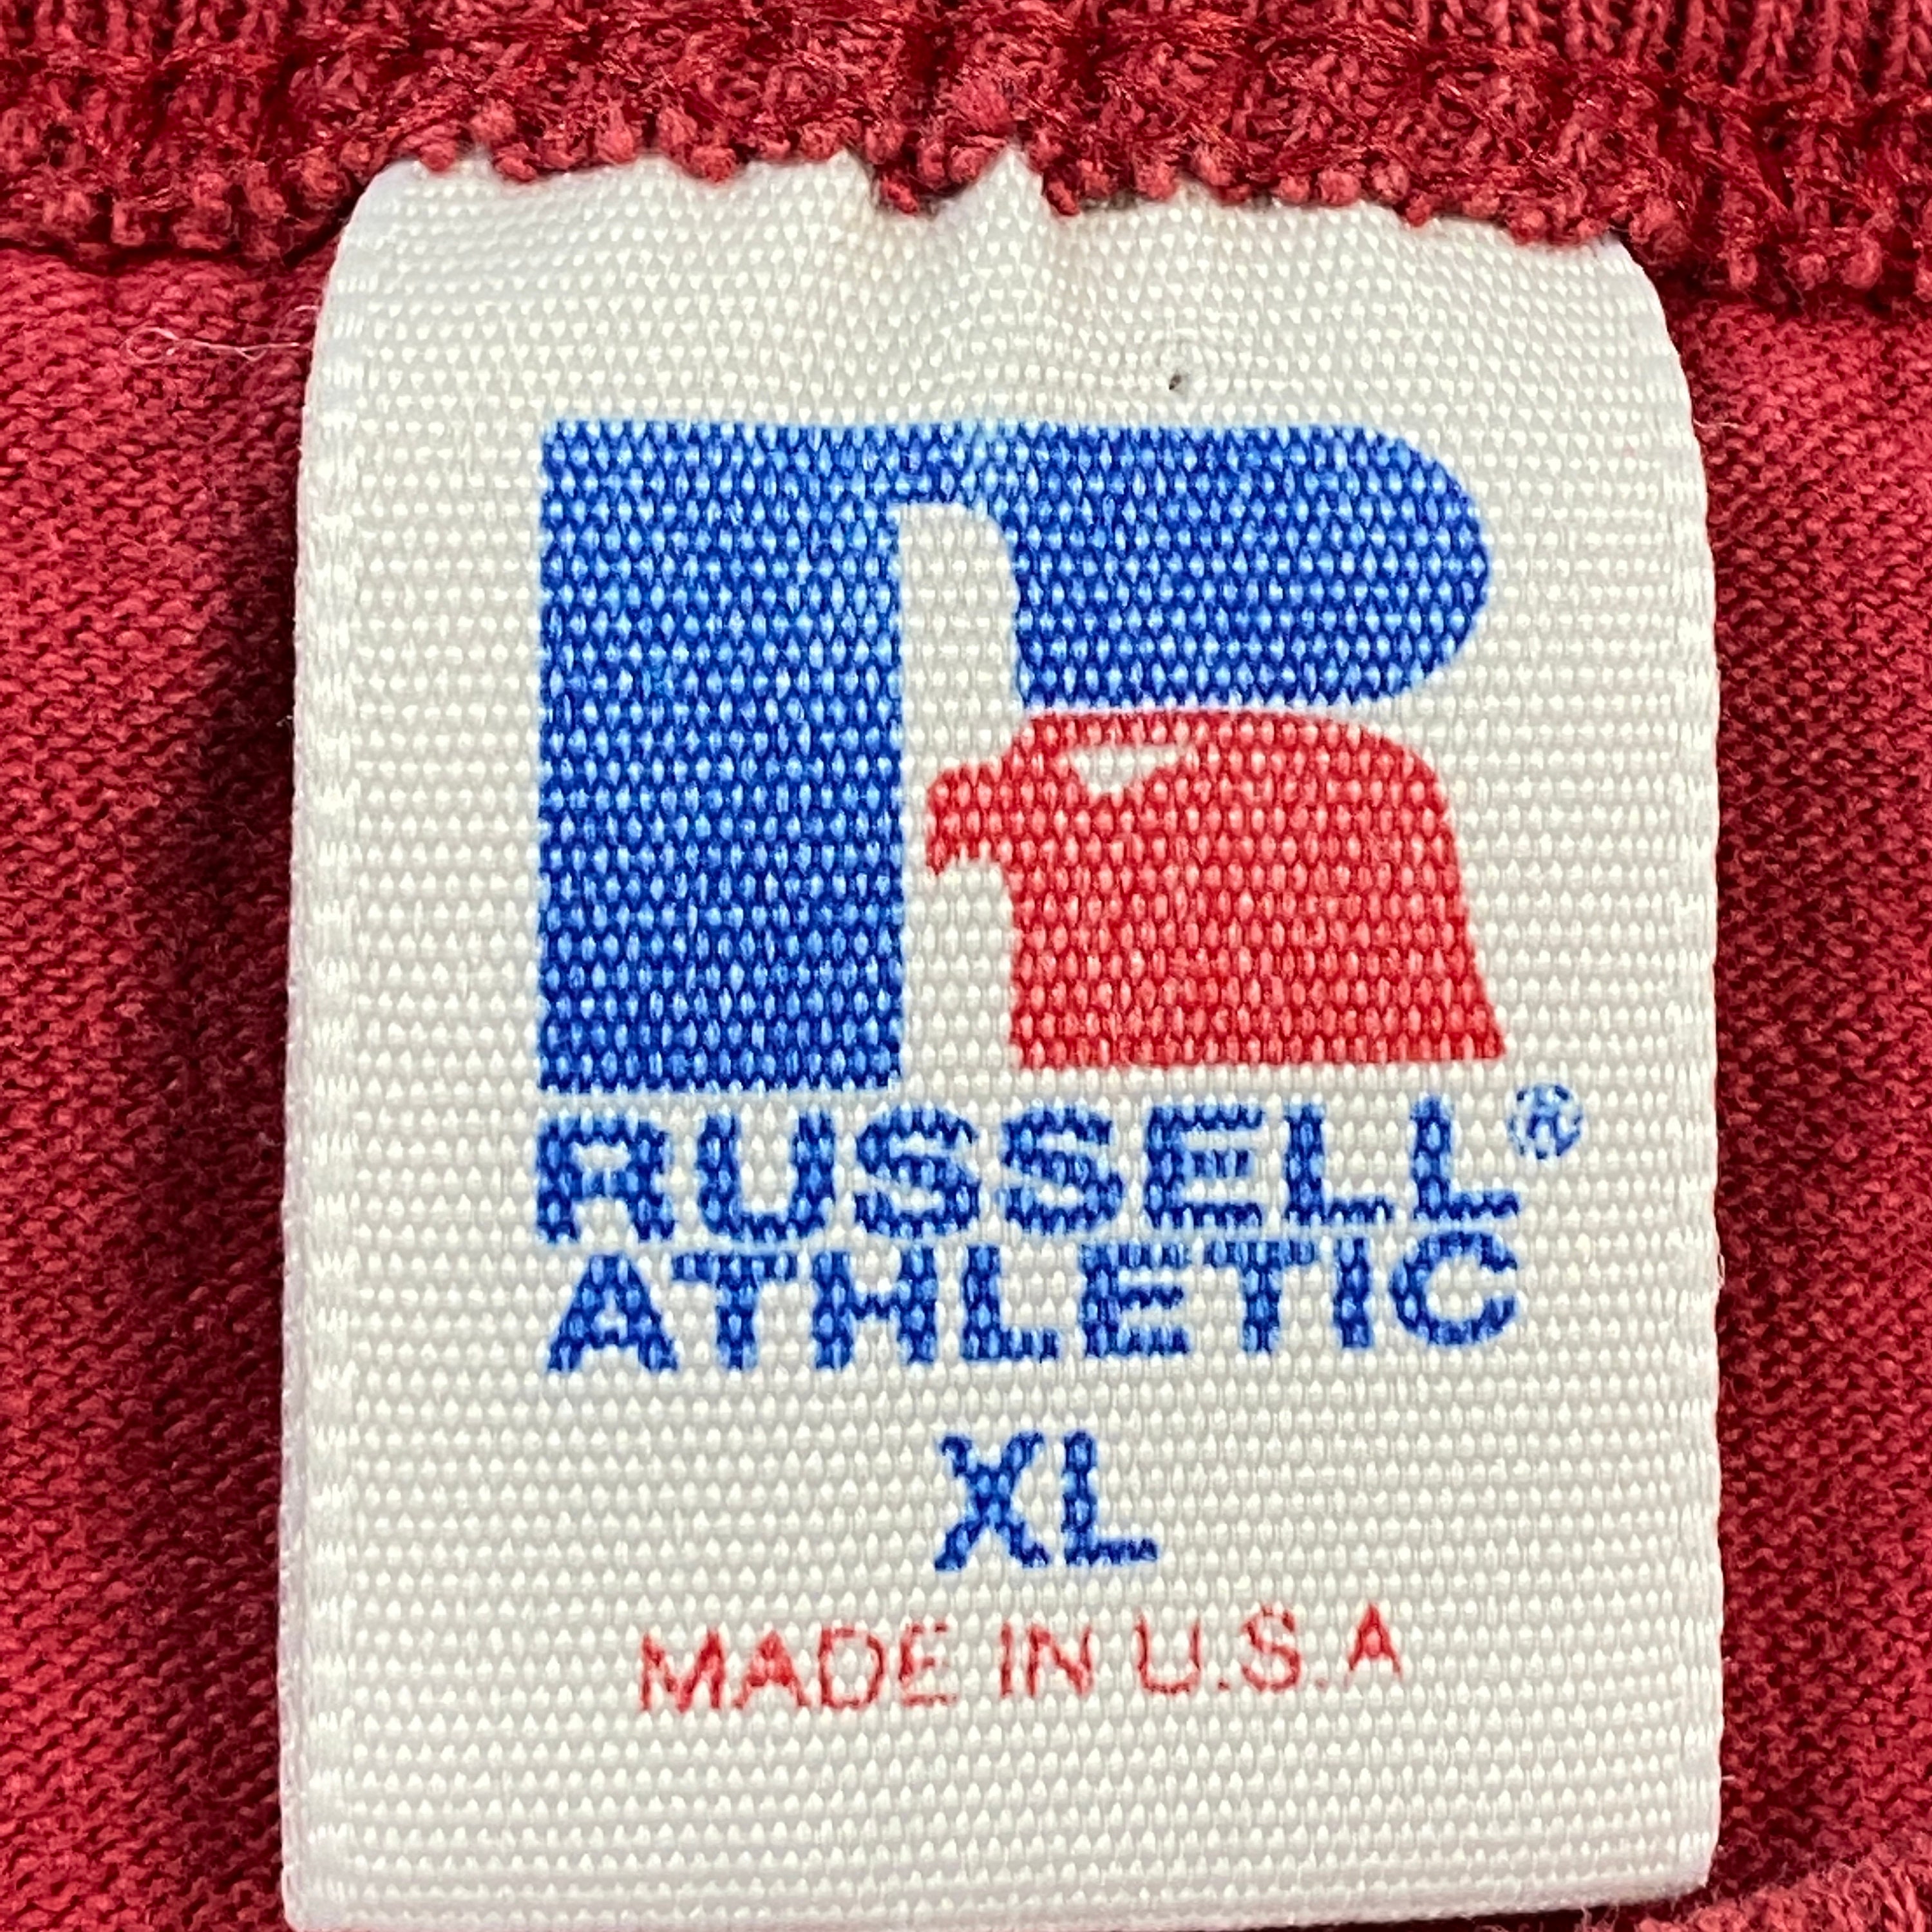 RUSSELL®
ATHLETIC
XL
MADE IN U.S.A